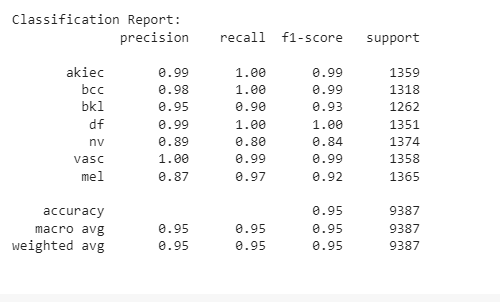 Classification Report:
precision recall f1-score support
akiec 0.99 1.00 0.99 1359
bcc 0.98 1.00 0.99 1318
bkl 0.95 0.90 0.93 1262
df 0.99 1.00 1.00 1351
nv 0.89 0.80 0.84 1374
vasc 1.00 0.99 0.99 1358
mel 0.87 0.97 0.92 1365
accuracy 0.95 9387
macro avg 0.95 0.95 0.95 9387
weighted avg 0.95 0.95 0.95 9387